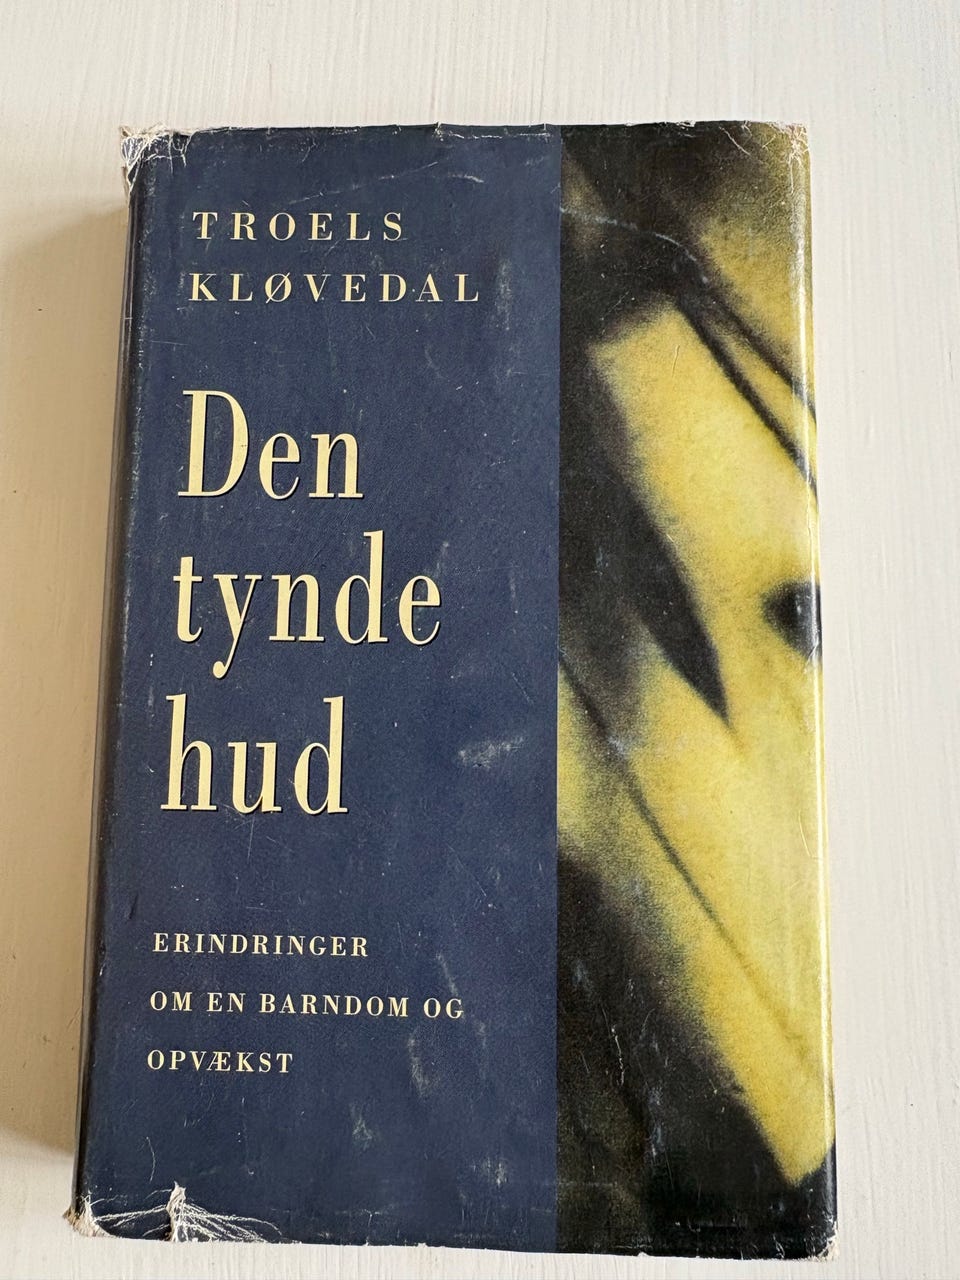 TROELS
KLØVEDAL
Den
tynde
hud
ERINDRINGER
OM EN BARNDOM OG
OPVÆKST